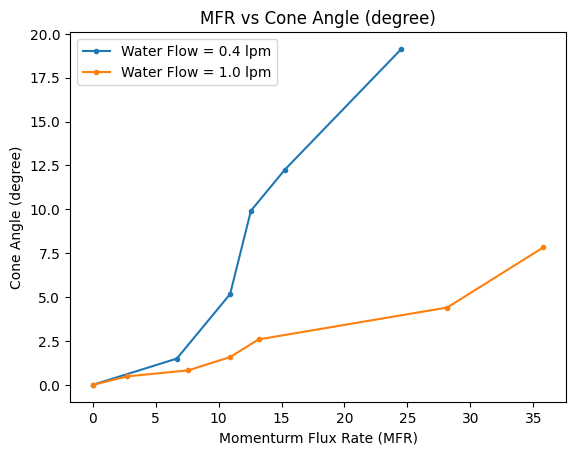 MFR vs Cone Angle (degree)
Water Flow = 0.4 lpm
Water Flow = 1.0 lpm
Cone Angle (degree)
20.0
17.5
15.0
12.5
10.0
7.5
5.0
2.5
0.0
0 5 10 15 20 25 30 35
Momenturm Flux Rate (MFR)